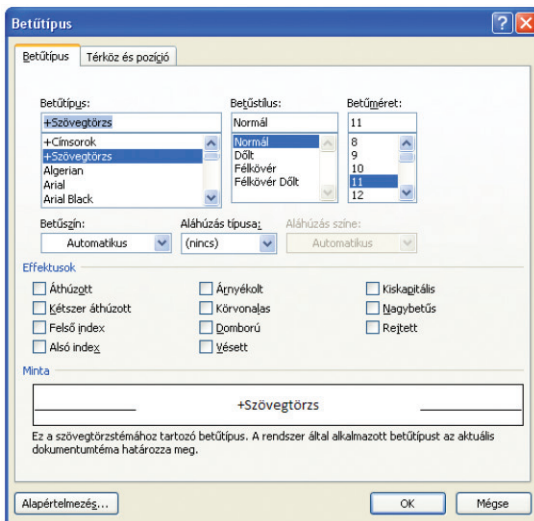 Betűtípus
Betűtípus Térköz és pozíció
Betűtípus: Betűstílus: Betűméret:
+Szövegtörzs Normál 11
+Címsorok Normál 8
+Szövegtörzs Dőlt 9
Algerian Félkövér 10
Arial Félkövér Dőlt 11
Arial Black 12
Betűszín: Aláhúzás típusa: Aláhúzás színe:
Automatikus (nincs) Automatikus
Effektusok
Áthúzott Árnyékolt Kiskapitális
Kétszer áthúzott Körvonalas Nagybetűs
Felső index Domború Rejtett
Alsó index Vésett
Minta
+Szövegtörzs
Ez a szövegtörzstémához tartozó betűtípus. A rendszer által alkalmazott betűtípust az aktuális
dokumentumtéma határozza meg.
Alapértelmezés... OK Mégse